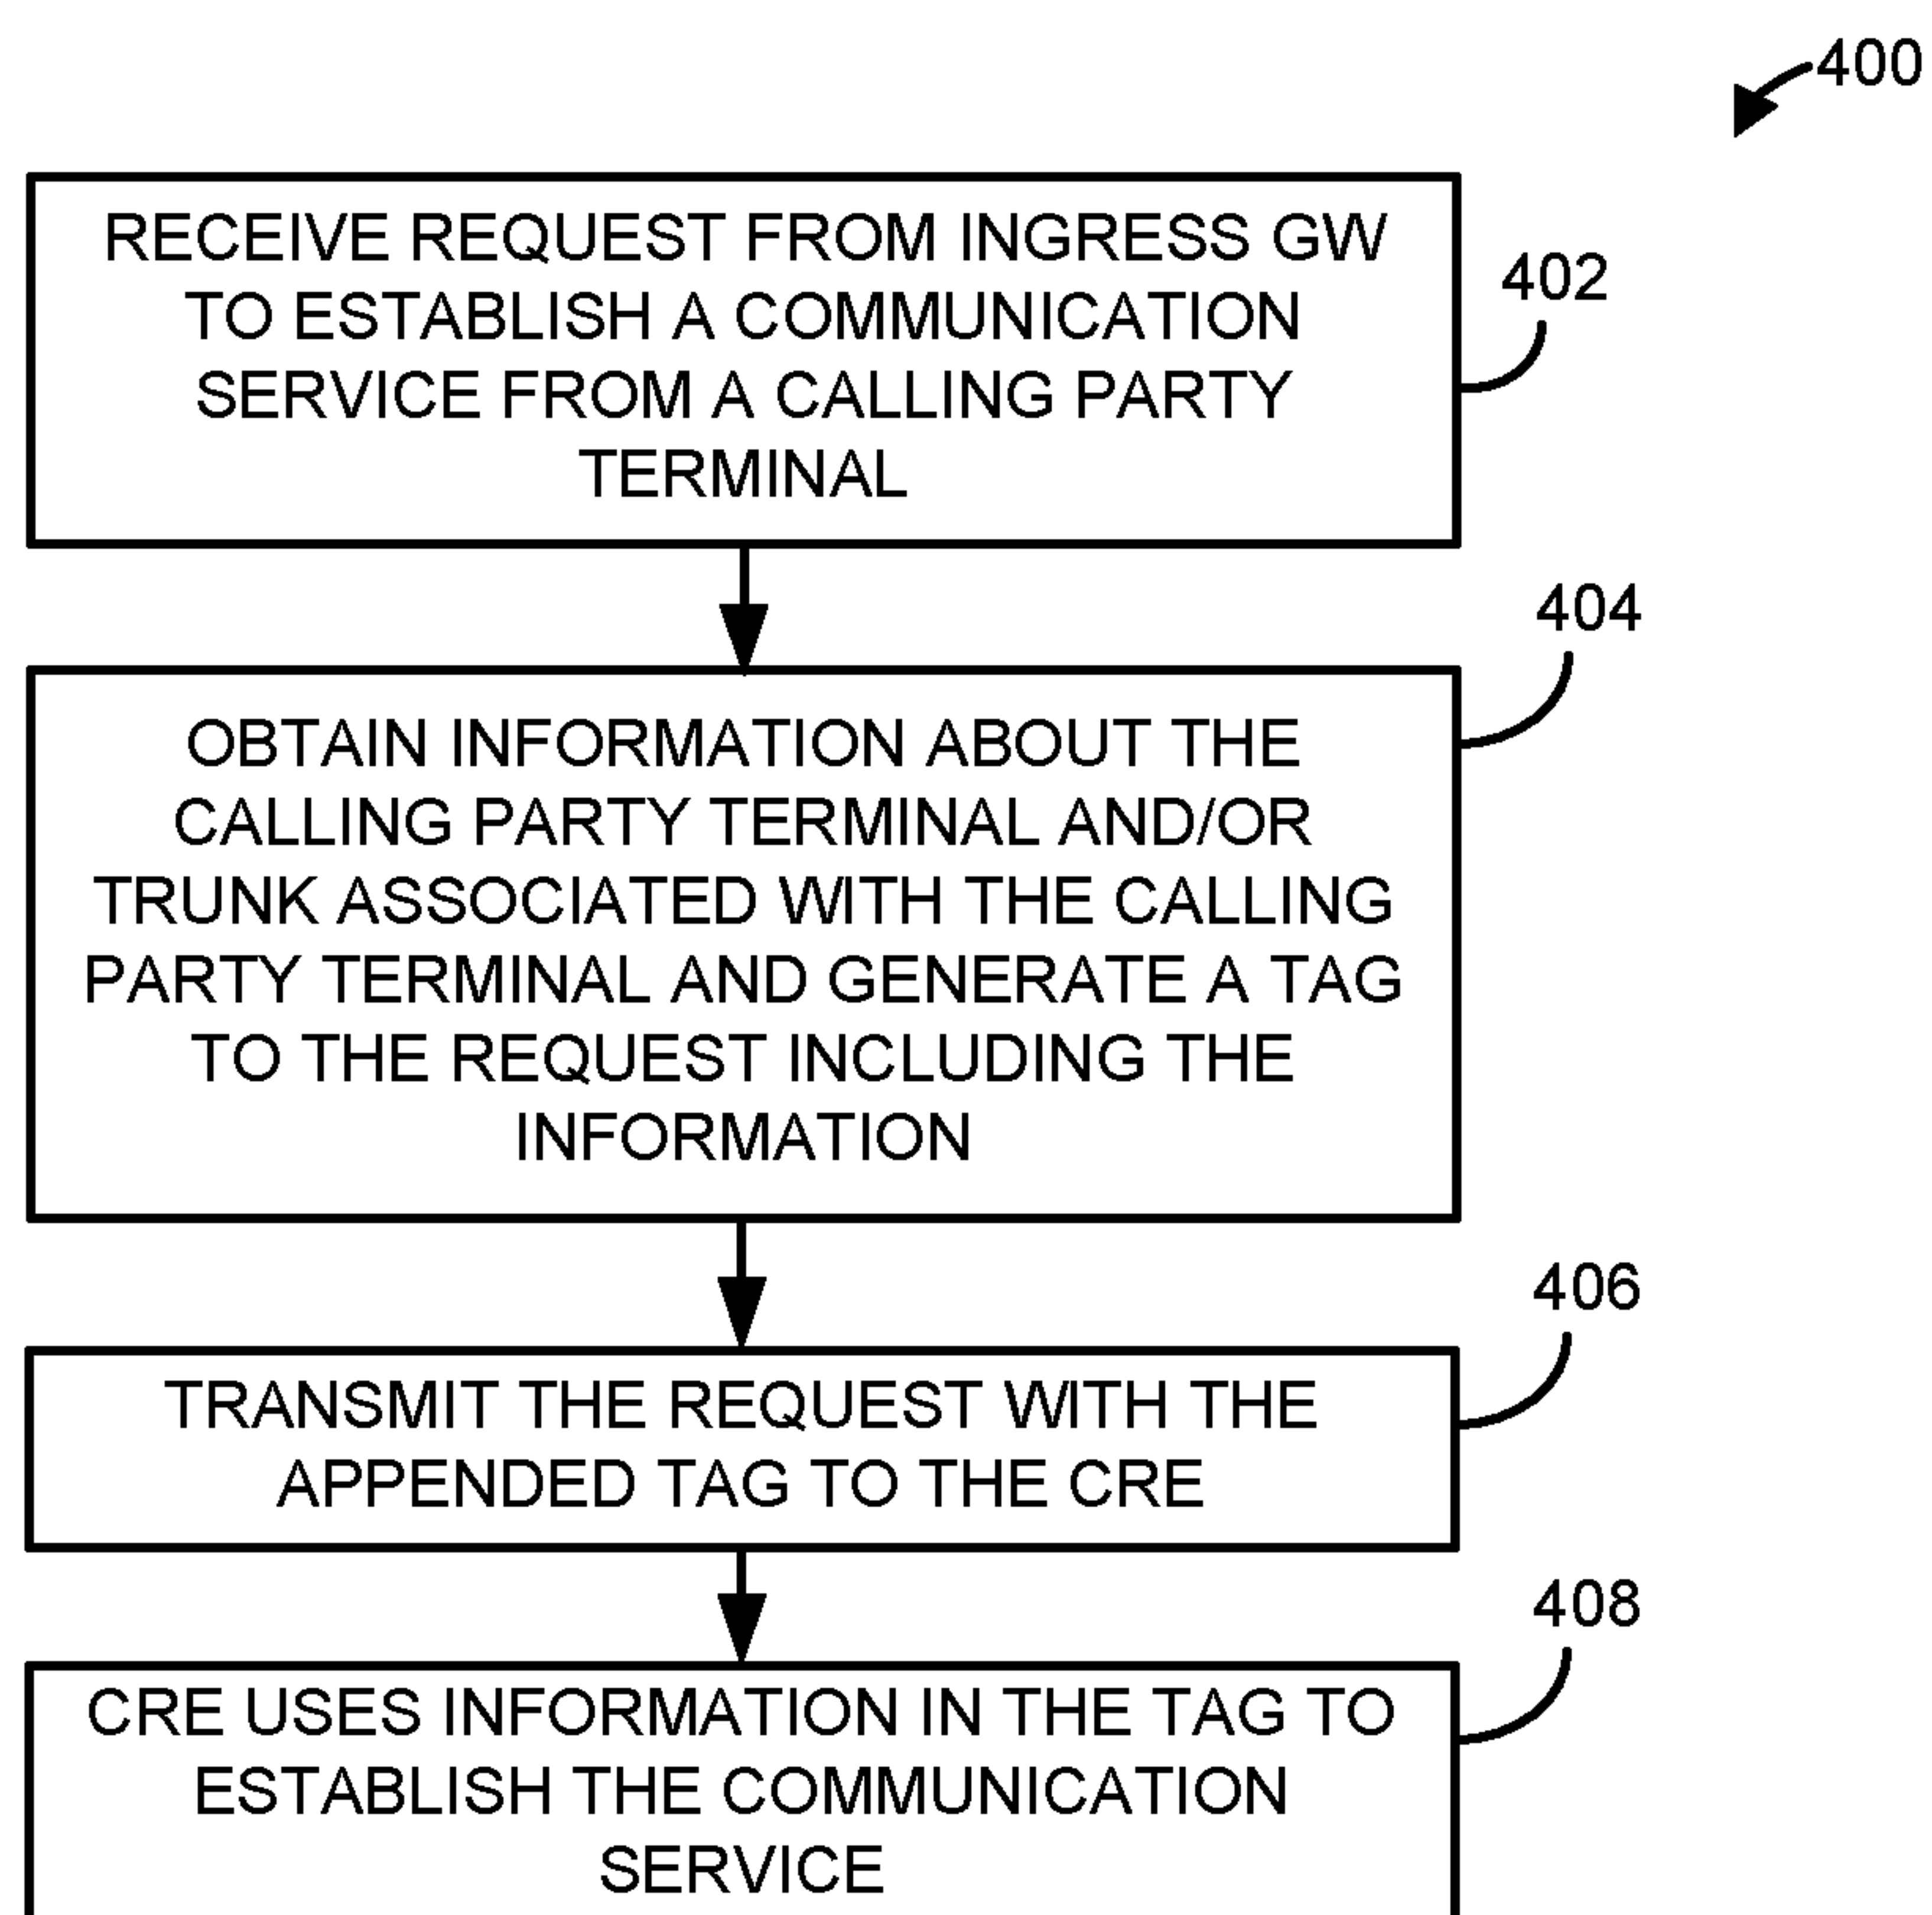 400
RECEIVE REQUEST FROM INGRESS GW
TO ESTABLISH A COMMUNICATION
SERVICE FROM A CALLING PARTY
TERMINAL
402
404
OBTAIN INFORMATION ABOUT THE
CALLING PARTY TERMINAL AND/OR
TRUNK ASSOCIATED WITH THE CALLING
PARTY TERMINAL AND GENERATE A TAG
TO THE REQUEST INCLUDING THE
INFORMATION
406
TRANSMIT THE REQUEST WITH THE
APPENDED TAG TO THE CRE
408
CRE USES INFORMATION IN THE TAG TO
ESTABLISH THE COMMUNICATION
SERVICE